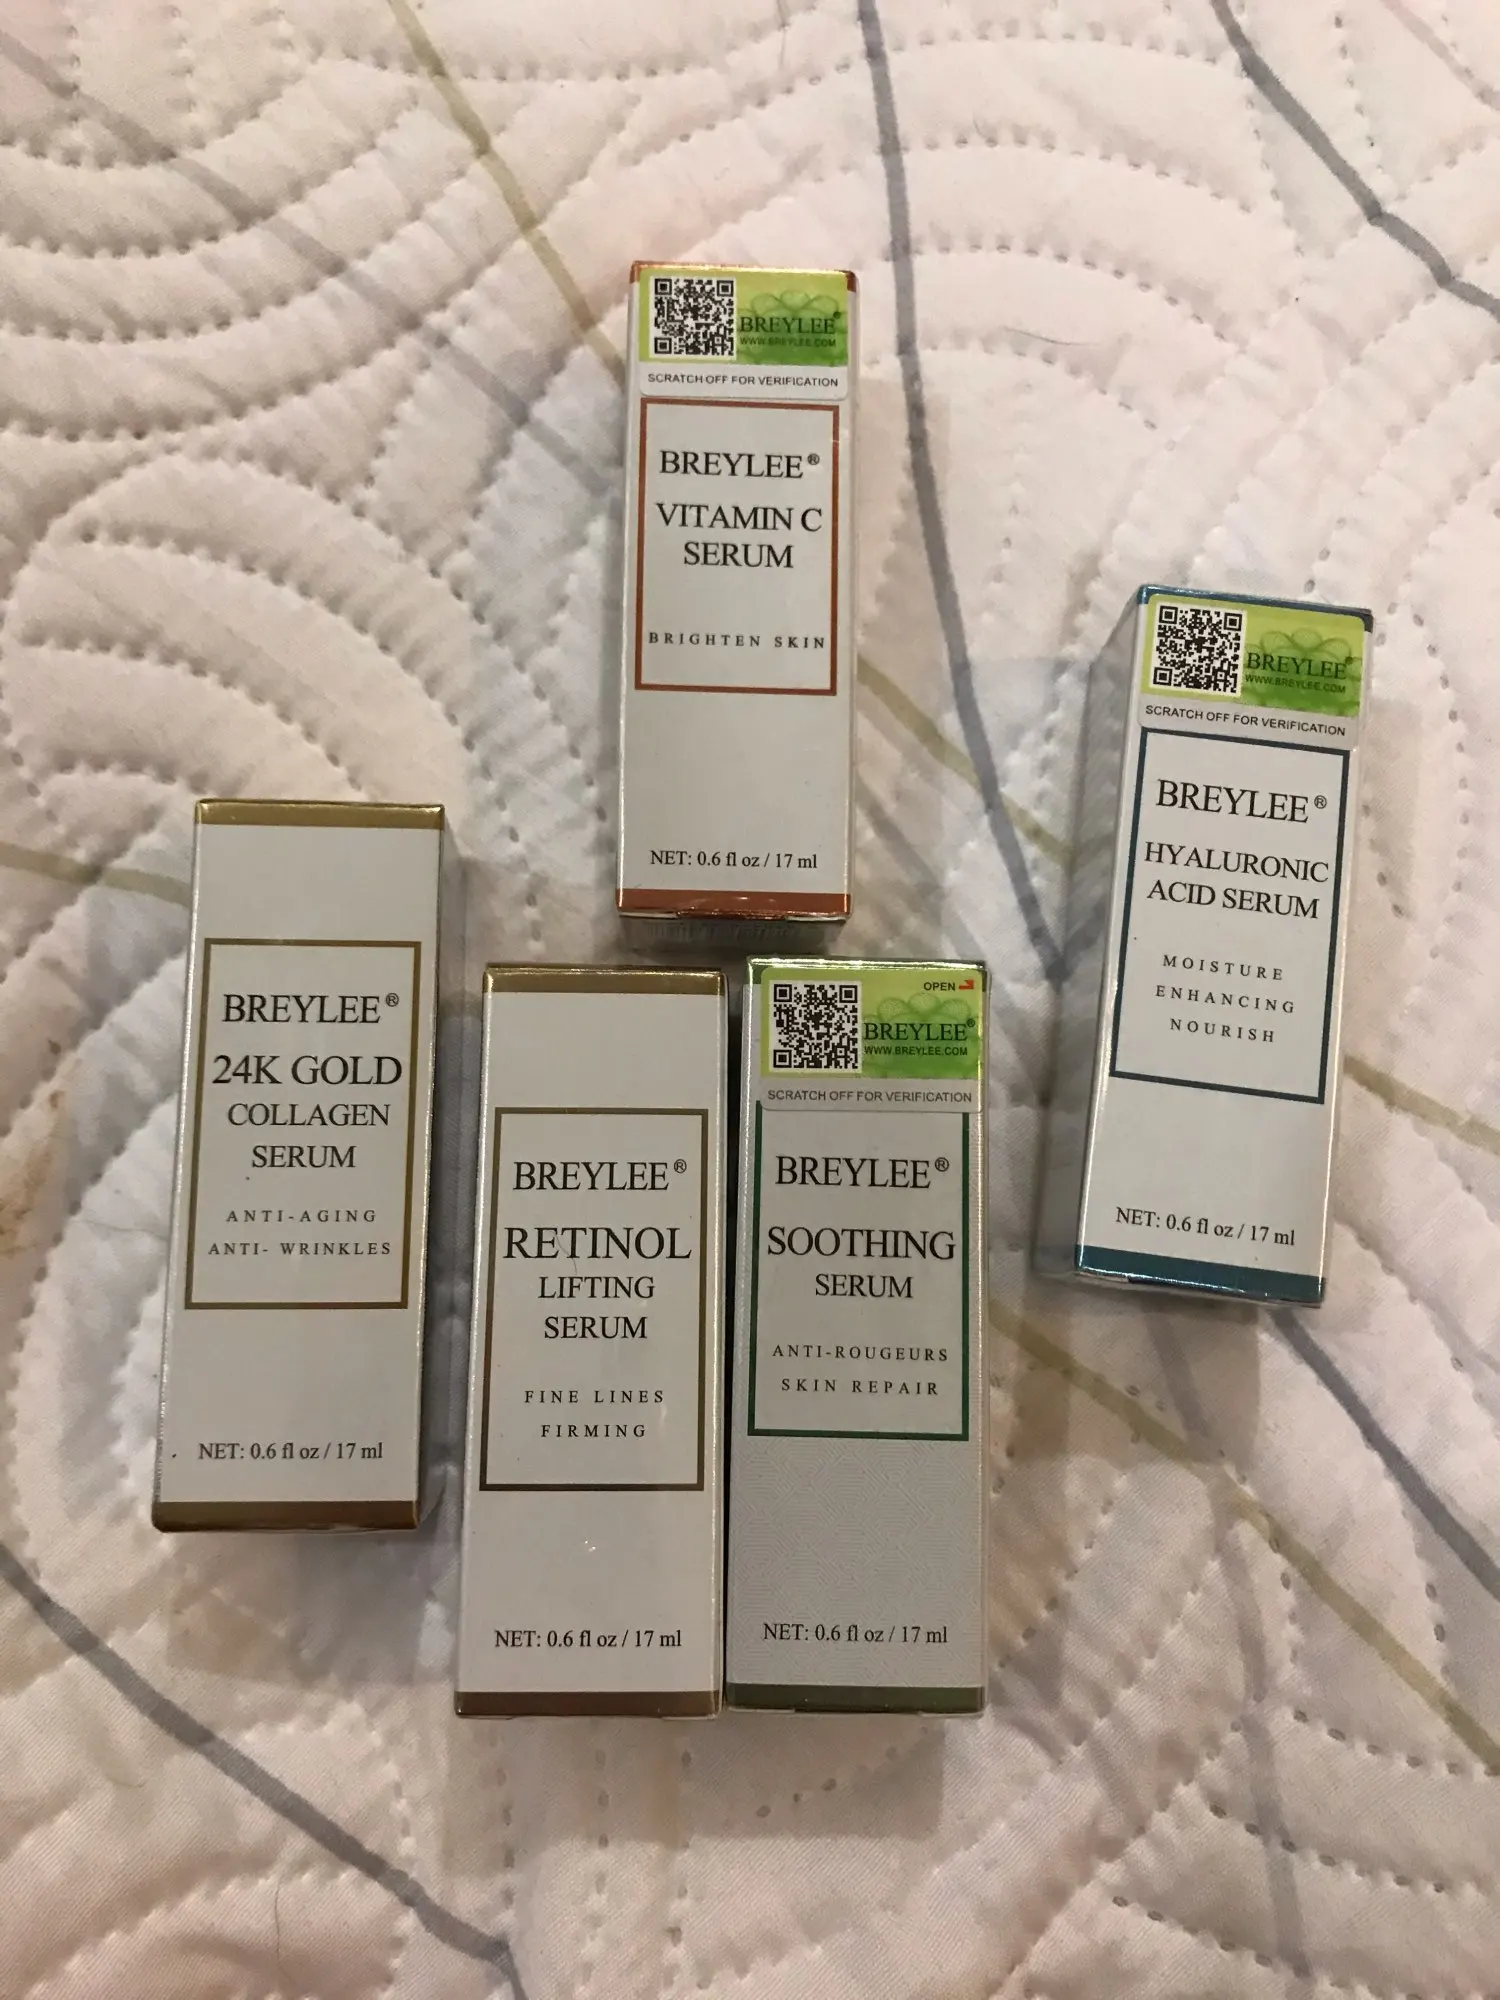 BREYLEE®
WWW.BREYLEE.COM
SCRATCH OFF FOR VERIFICATION
BREYLEE®
VITAMIN C
SERUM
BRIGHTEN SKIN
NET: 0.6 fl oz / 17 ml
BREYLEE®
WWW.BREYLEE.COM
SCRATCH OFF FOR VERIFICATION
BREYLEE®
HYALURONIC
ACID SERUM
MOISTURE
ENHANCING
NOURISH
NET: 0.6 fl oz / 17 ml
BREYLEE®
24K GOLD
COLLAGEN
SERUM
ANTI-AGING
ANTI- WRINKLES
NET: 0.6 fl oz / 17 ml
BREYLEE®
RETINOL
LIFTING
SERUM
FINE LINES
FIRMING
NET: 0.6 fl oz / 17 ml
OPEN
BREYLEE®
WWW.BREYLEE.COM
SCRATCH OFF FOR VERIFICATION
BREYLEE®
SOOTHING
SERUM
ANTI-ROUGEURS
SKIN REPAIR
NET: 0.6 fl oz / 17 ml